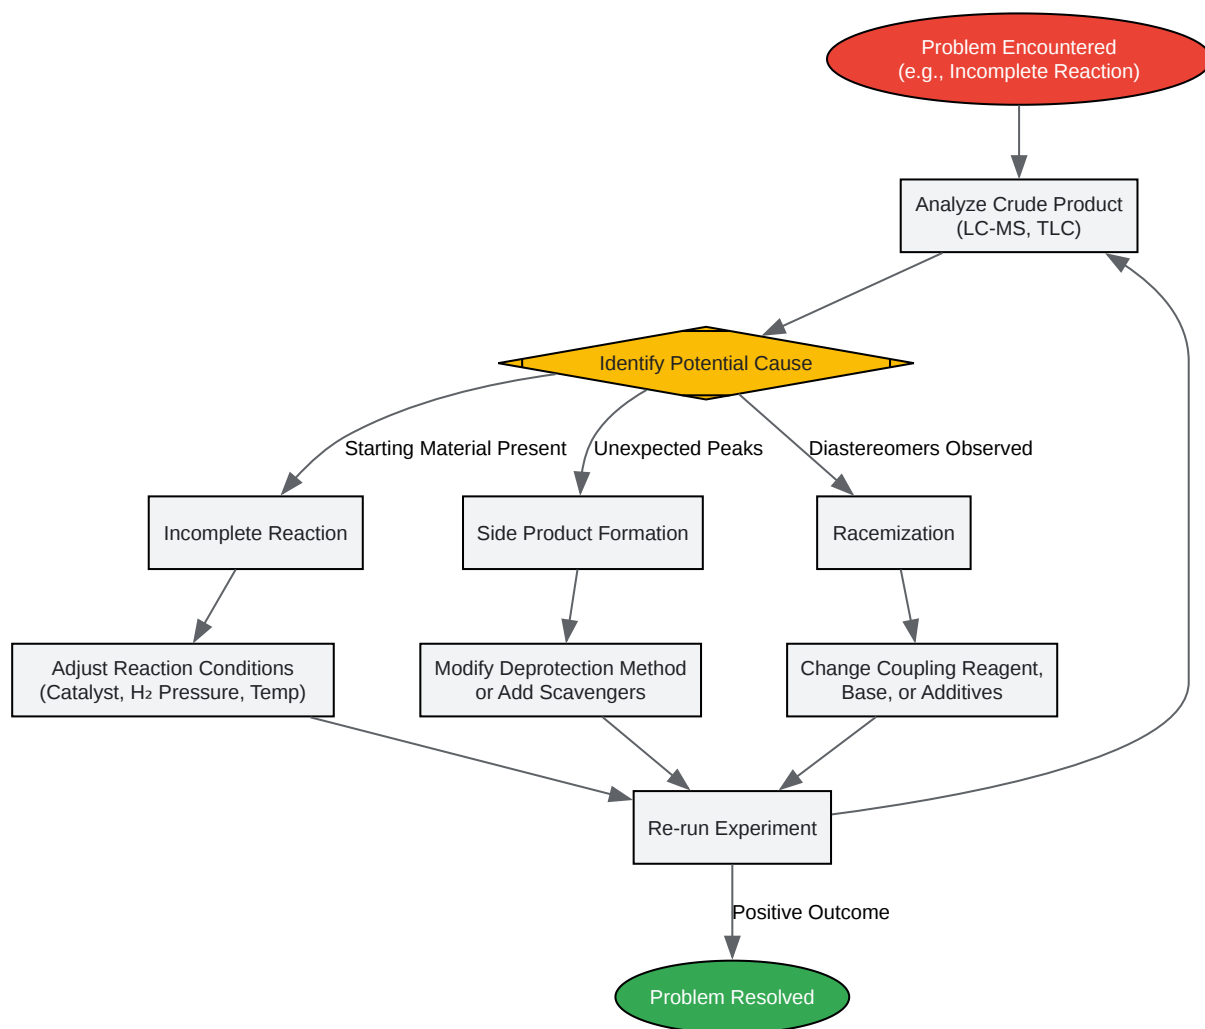 Problem Encountered
(e.g., Incomplete Reaction)
Analyze Crude Product
(LC-MS, TLC)
Identify Potential Cause
Starting Material Present
Unexpected Peaks
Diastereomers Observed
Incomplete Reaction
Side Product Formation
Racemization
Adjust Reaction Conditions
(Catalyst, H₂ Pressure, Temp)
Modify Deprotection Method
or Add Scavengers
Change Coupling Reagent,
Base, or Additives
Re-run Experiment
Positive Outcome
Problem Resolved